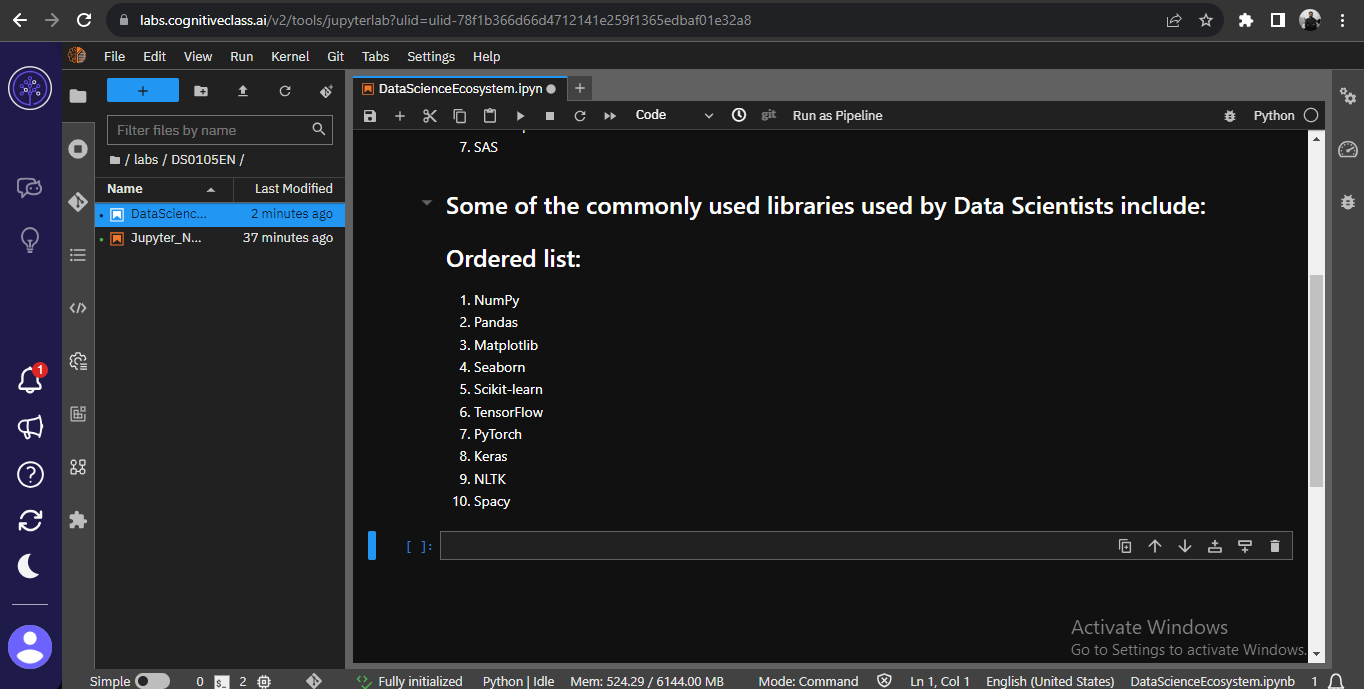 labs.cognitiveclass.ai/v2/tools/jupyterlab?ulid=ulid-78f1b366d66d4712141e259f1365edbaf01e32a8
File Edit View Run Kernel Git Tabs Settings Help
DataScienceEcosystem.ipyn
Code git Run as Pipeline Python
Filter files by name
/ labs / DS0105EN /
Name Last Modified
DataScienc... 2 minutes ago
Jupyter_N... 37 minutes ago
7. SAS
Some of the commonly used libraries used by Data Scientists include:
Ordered list:
1. NumPy
2. Pandas
3. Matplotlib
4. Seaborn
5. Scikit-learn
6. TensorFlow
7. PyTorch
8. Keras
9. NLTK
10. Spacy
[ ]:
1
Activate Windows
Go to Settings to activate Windows.
Simple 0 $_ 2 Fully initialized Python | Idle Mem: 524.29 / 6144.00 MB Mode: Command Ln 1, Col 1 English (United States) DataScienceEcosystem.ipynb 1